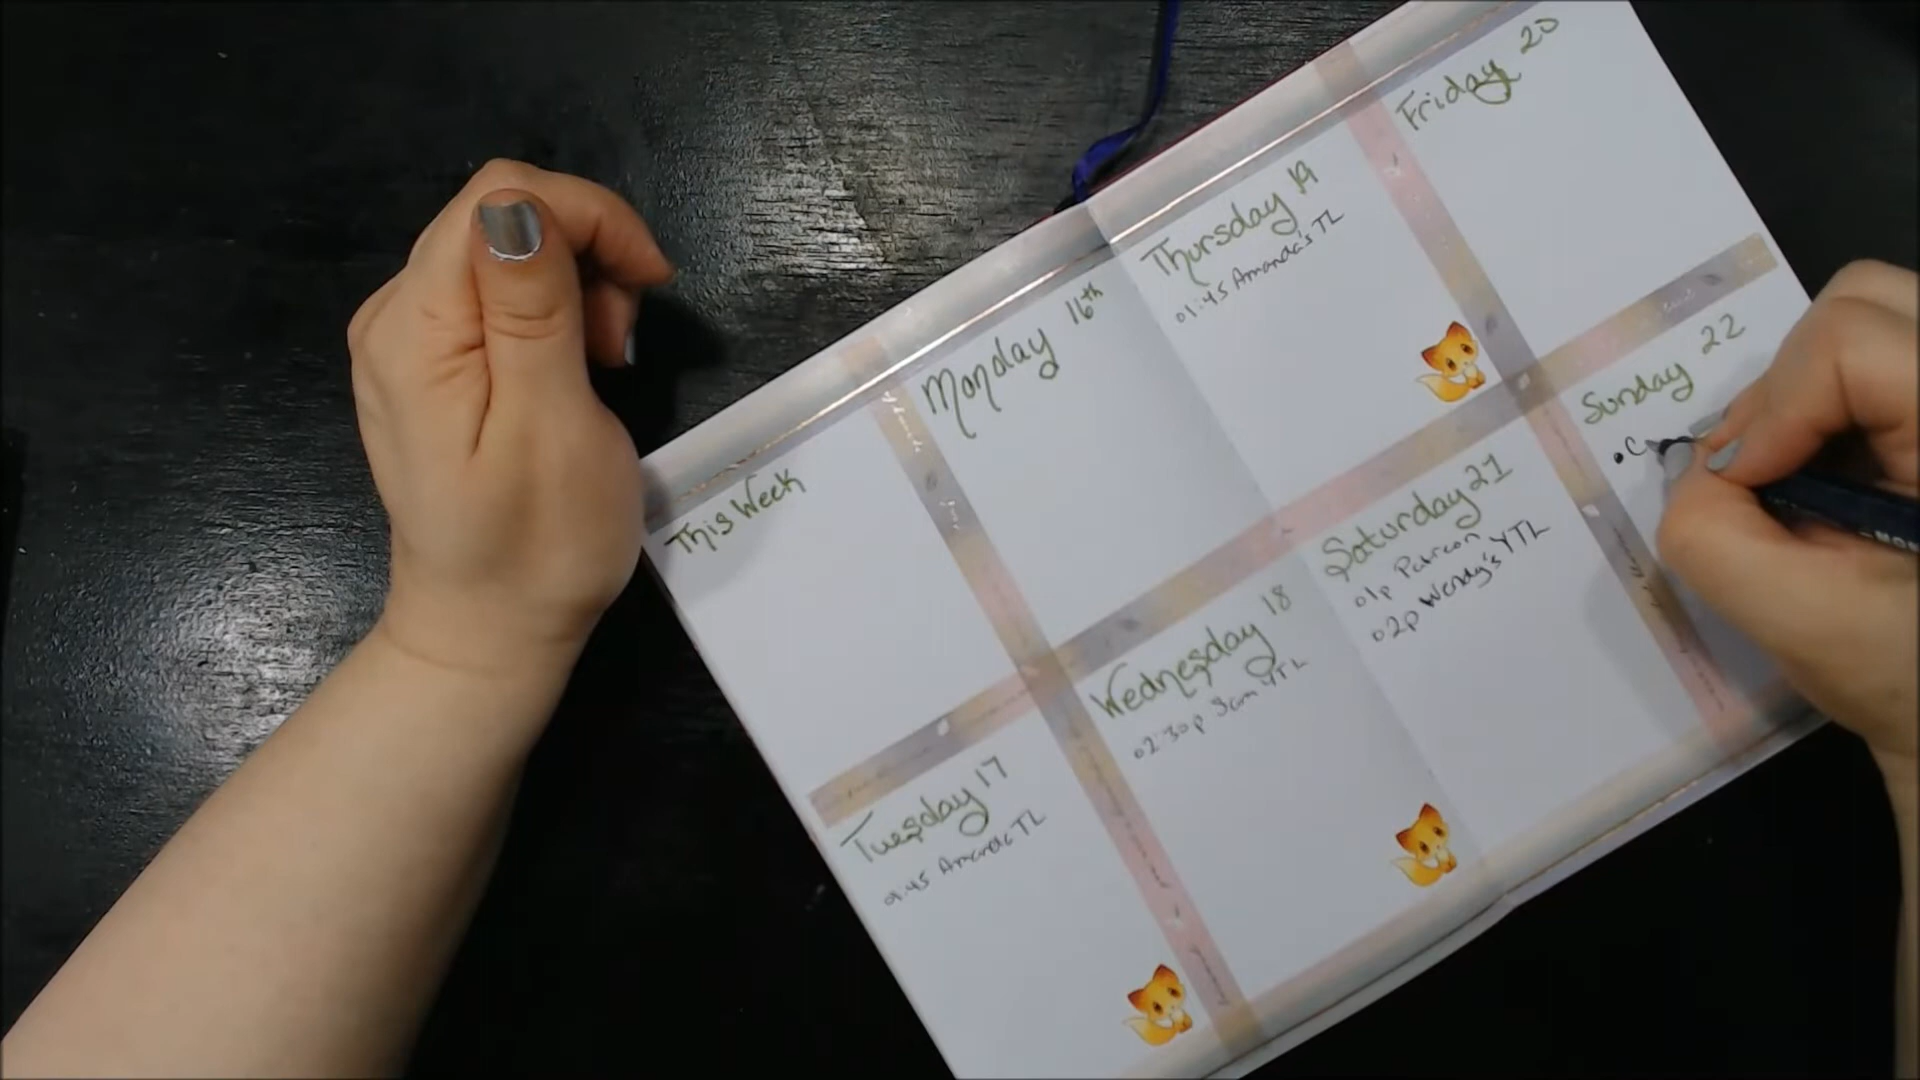 This Week
Monday 16th
Tuesday 17
01:45 Amanda TL
Wednesday 18
02:30p Sam YTL
Thursday 19
01:45 Amanda's TL
Friday 20
Saturday 21
01p Patreon
02p Wendy's YTL
Sunday 22
•C